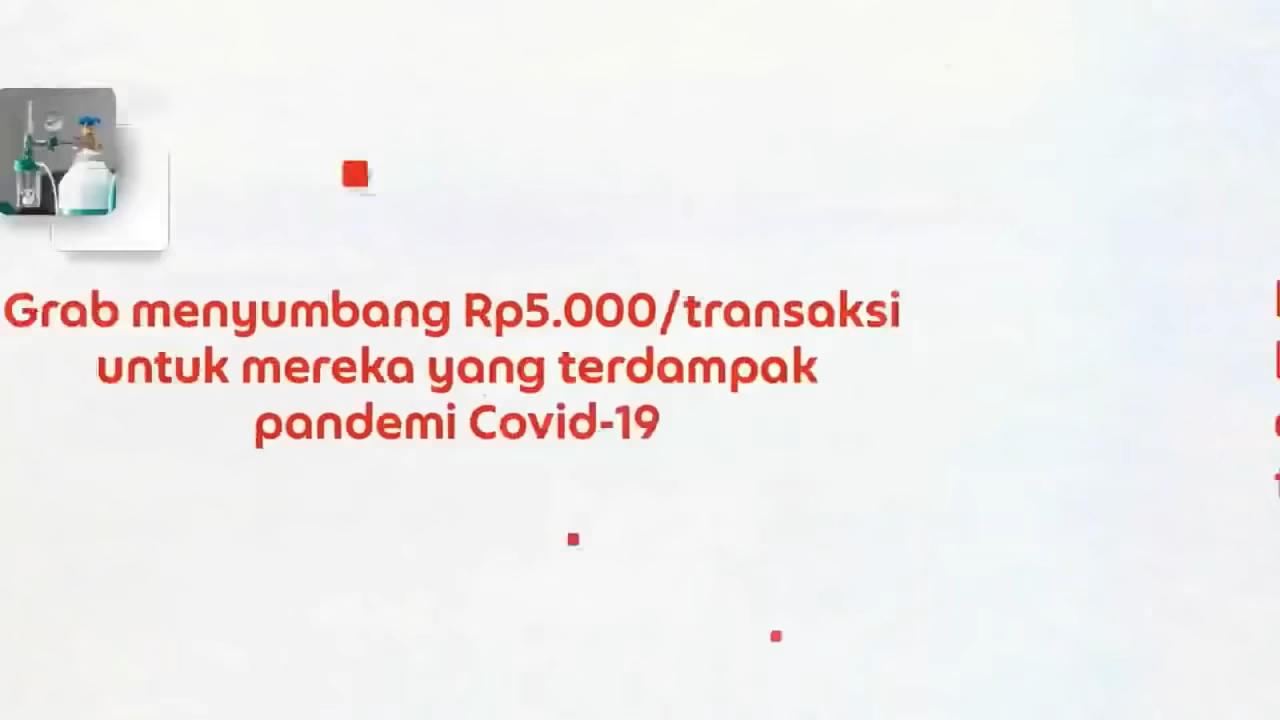 Grab menyumbang Rp5.000/transaksi
untuk mereka yang terdampak
pandemi Covid-19